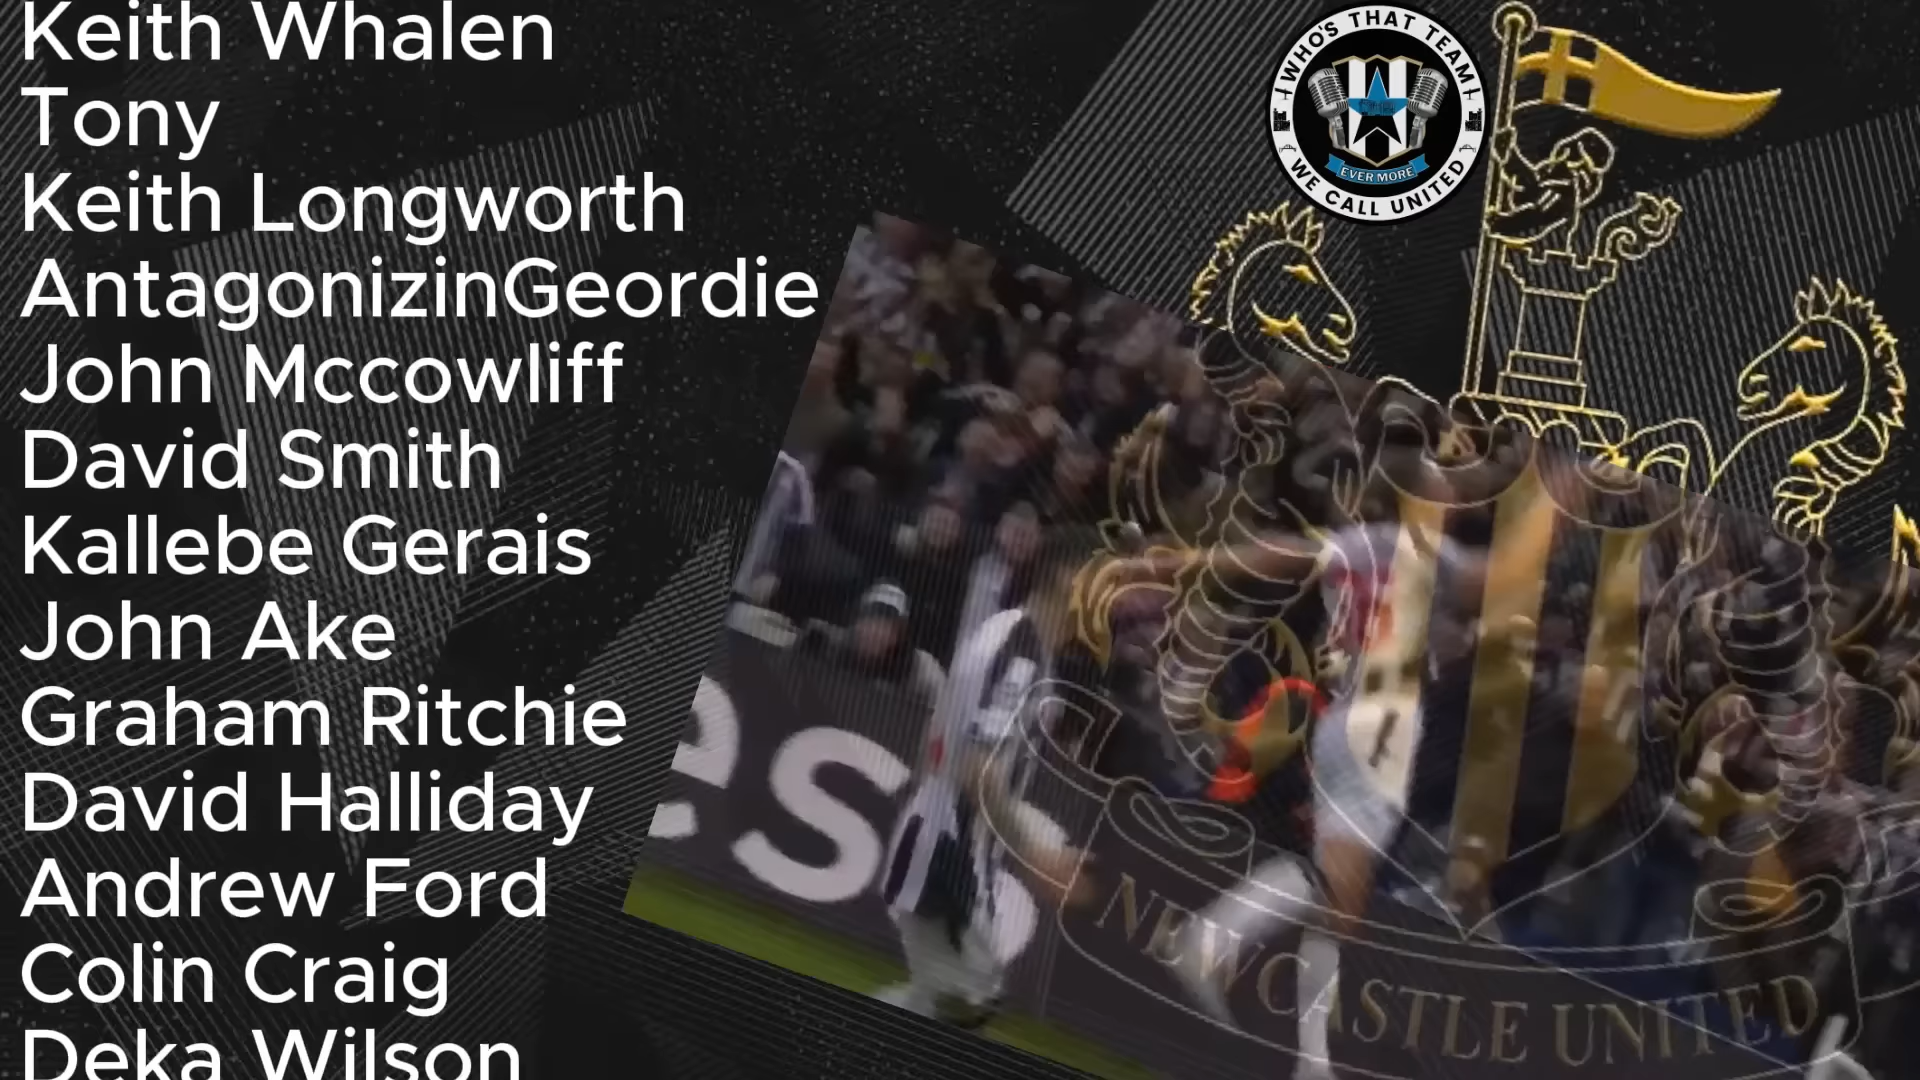 Keith Whalen
Tony
Keith Longworth
AntagonizinGeordie
John Mccowliff
David Smith
Kallebe Gerais
John Ake
Graham Ritchie
David Halliday
Andrew Ford
Colin Craig
Deka Wilson
WHO'S THAT TEAM
EVER MORE
WE CALL UNITED
es
NEWCASTLE UNITED